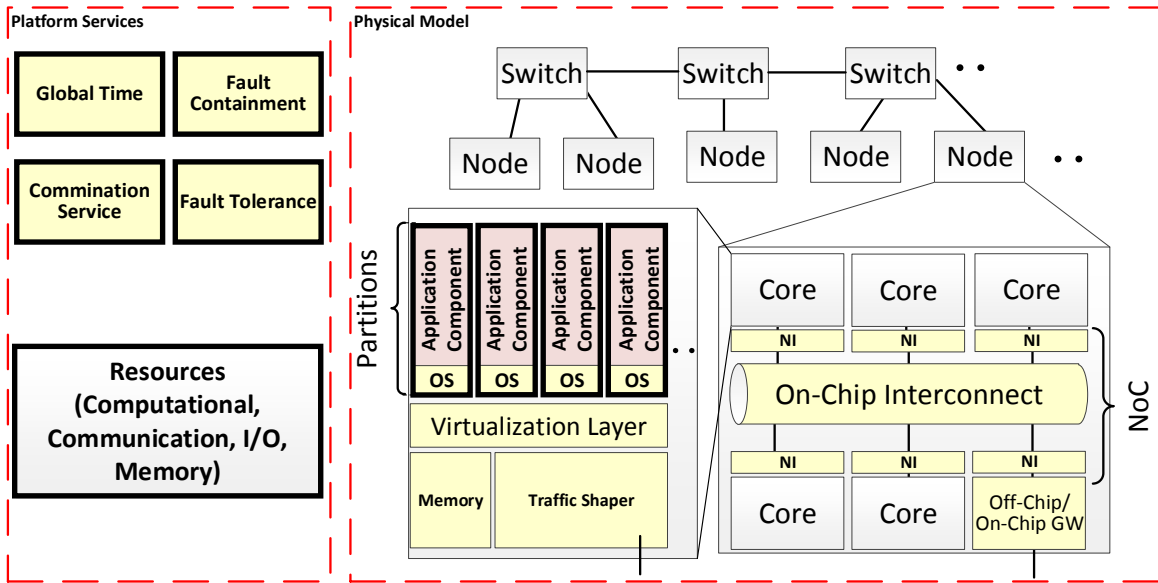 Platform Services
Global Time
Fault
Containment
Commination
Service
Fault Tolerance
Resources
(Computational,
Communication, I/O,
Memory)
Physical Model
Switch
Switch
Switch
Node
Node
Node
Node
Node
Partitions
Application
Component
OS
Application
Component
OS
Application
Component
OS
Application
Component
OS
Virtualization Layer
Memory
Traffic Shaper
Core
Core
Core
NI
NI
NI
On-Chip Interconnect
NI
NI
NI
Core
Core
Off-Chip/
On-Chip GW
NoC